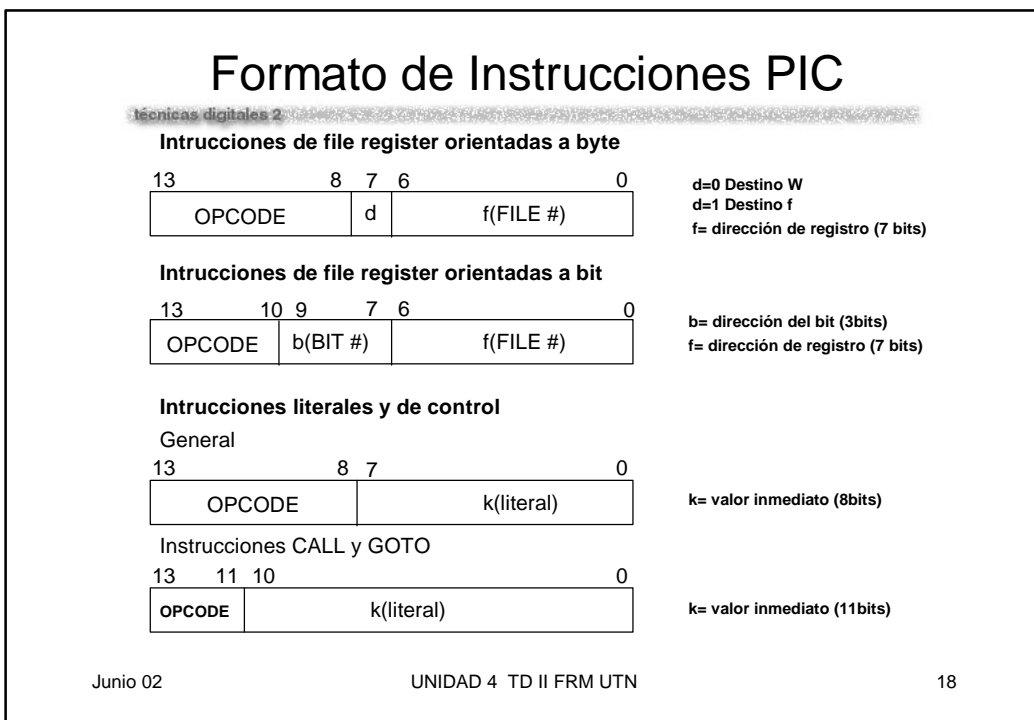 Formato de Instrucciones PIC
técnicas digitales 2
Intrucciones de file register orientadas a byte
13 8 7 6 0
OPCODE d f(FILE #)
d=0 Destino W
d=1 Destino f
f= dirección de registro (7 bits)
Intrucciones de file register orientadas a bit
13 10 9 7 6 0
OPCODE b(BIT #) f(FILE #)
b= dirección del bit (3bits)
f= dirección de registro (7 bits)
Intrucciones literales y de control
General
13 8 7 0
OPCODE k(literal)
k= valor inmediato (8bits)
Instrucciones CALL y GOTO
13 11 10 0
OPCODE k(literal)
k= valor inmediato (11bits)
Junio 02 UNIDAD 4 TD II FRM UTN 18